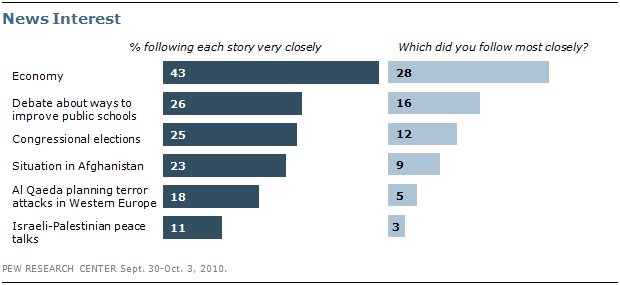 News Interest
% following each story very closely
Which did you follow most closely?
Economy 43 28
Debate about ways to
improve public schools 26 16
Congressional elections 25 12
Situation in Afghanistan 23 9
Al Qaeda planning terror
attacks in Western Europe 18 5
Israeli-Palestinian peace
talks 11 3
PEW RESEARCH CENTER Sept. 30-Oct. 3, 2010.